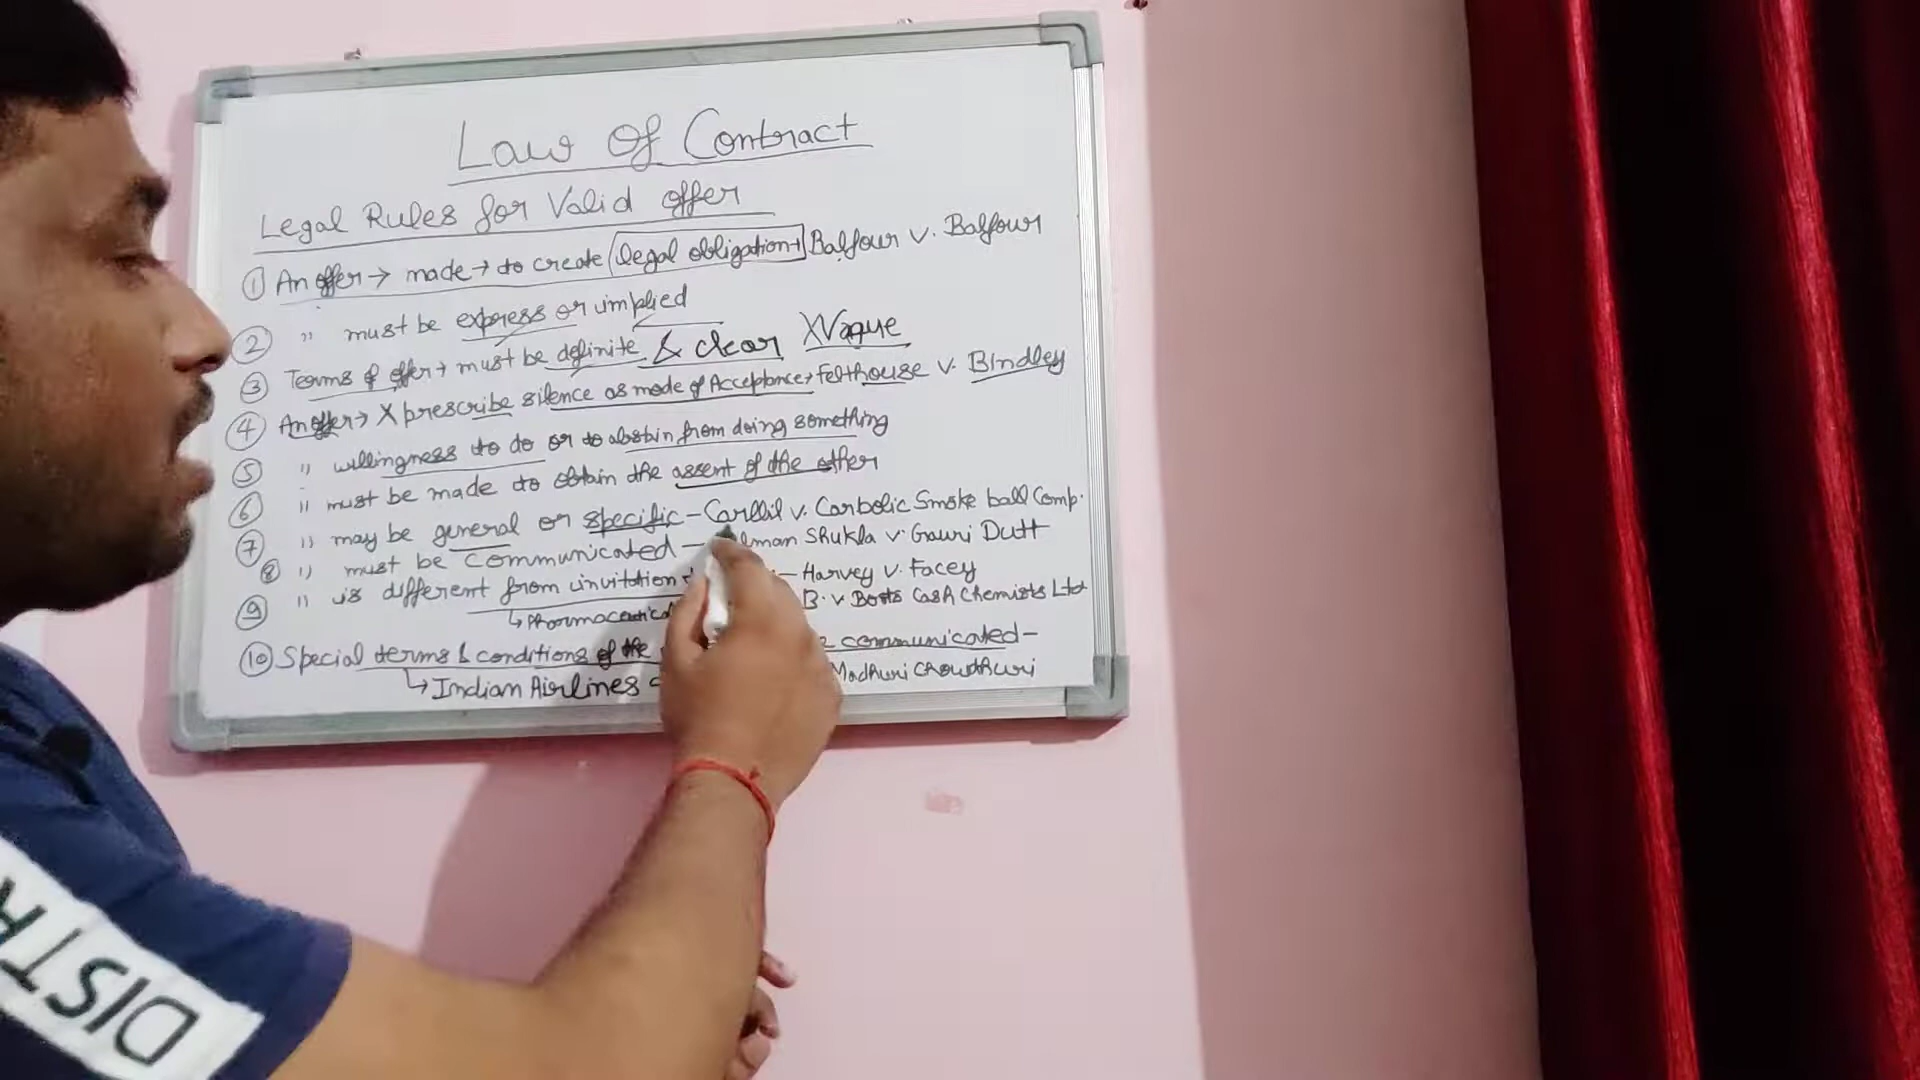 Law Of Contract
Legal Rules for Valid offer
① An offer → made → to create legal obligation → Balfour v. Balfour
② " must be express or implied
③ Terms of offer → must be definite & clear X Vague
④ An offer → X prescribe silence as mode of Acceptance → Felthouse v. BIndley
⑤ " willingness to do or to abstain from doing something
⑥ " must be made to obtain the assent of the other
⑦ " may be general or specific - Carllil v. Carbolic Smoke ball Comp.
⑧ " must be communicated - lman Shukla v. Gauri Dutt
⑨ " is different from invitation - Harvey v. Facey
↳ Pharmaceutical B. v Boots Cash Chemists Ltd
⑩ Special terms & conditions of the communicated -
↳ Indian Airlines Madhuri Chowdhuri
DISTR